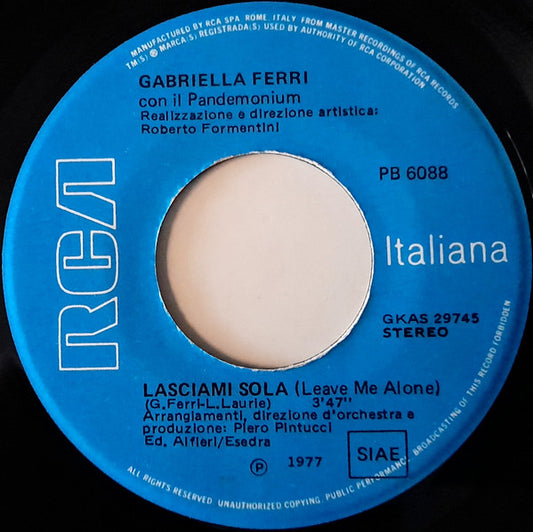 MANUFACTURED BY RCA SPA, ROME, ITALY FROM MASTER RECORDINGS OF RCA RECORDS
TM(S) ® MARCA(S) REGISTRADA(S) USED BY AUTHORITY OF RCA CORPORATION
GABRIELLA FERRI
con il Pandemonium
Realizzazione e direzione artistica:
Roberto Formentini
RCA
PB 6088
Italiana
GKAS 29745
STEREO
LASCIAMI SOLA (Leave Me Alone)
(G.Ferri-L.Laurie) 3'47"
Arrangiamenti, direzione d'orchestra e
produzione: Piero Pintucci
Ed. Alfieri/Esedra
℗ 1977
SIAE
ALL RIGHTS RESERVED. UNAUTHORIZED COPYING, PUBLIC PERFORMANCE, BROADCASTING OF THIS RECORD FORBIDDEN